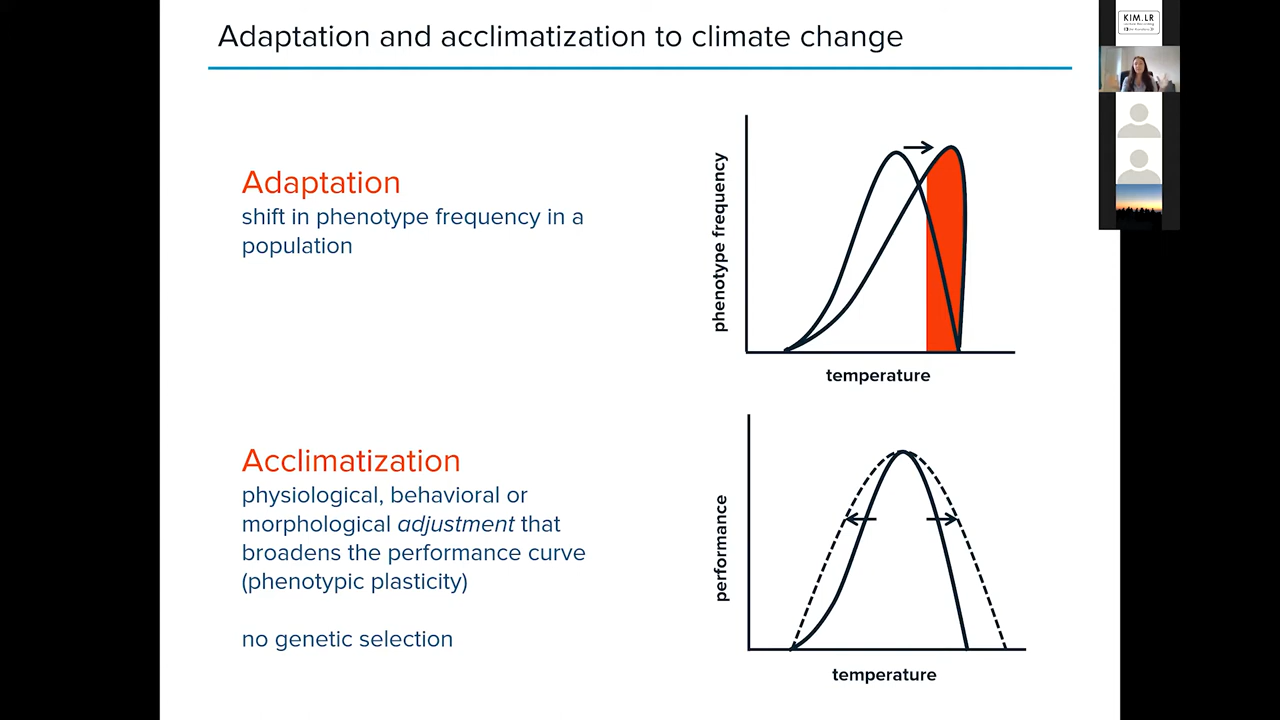 Adaptation and acclimatization to climate change
KIM.LR
Adaptation
shift in phenotype frequency in a
population
phenotype frequency
temperature
Acclimatization
physiological, behavioral or
morphological adjustment that
broadens the performance curve
(phenotypic plasticity)
no genetic selection
performance
temperature